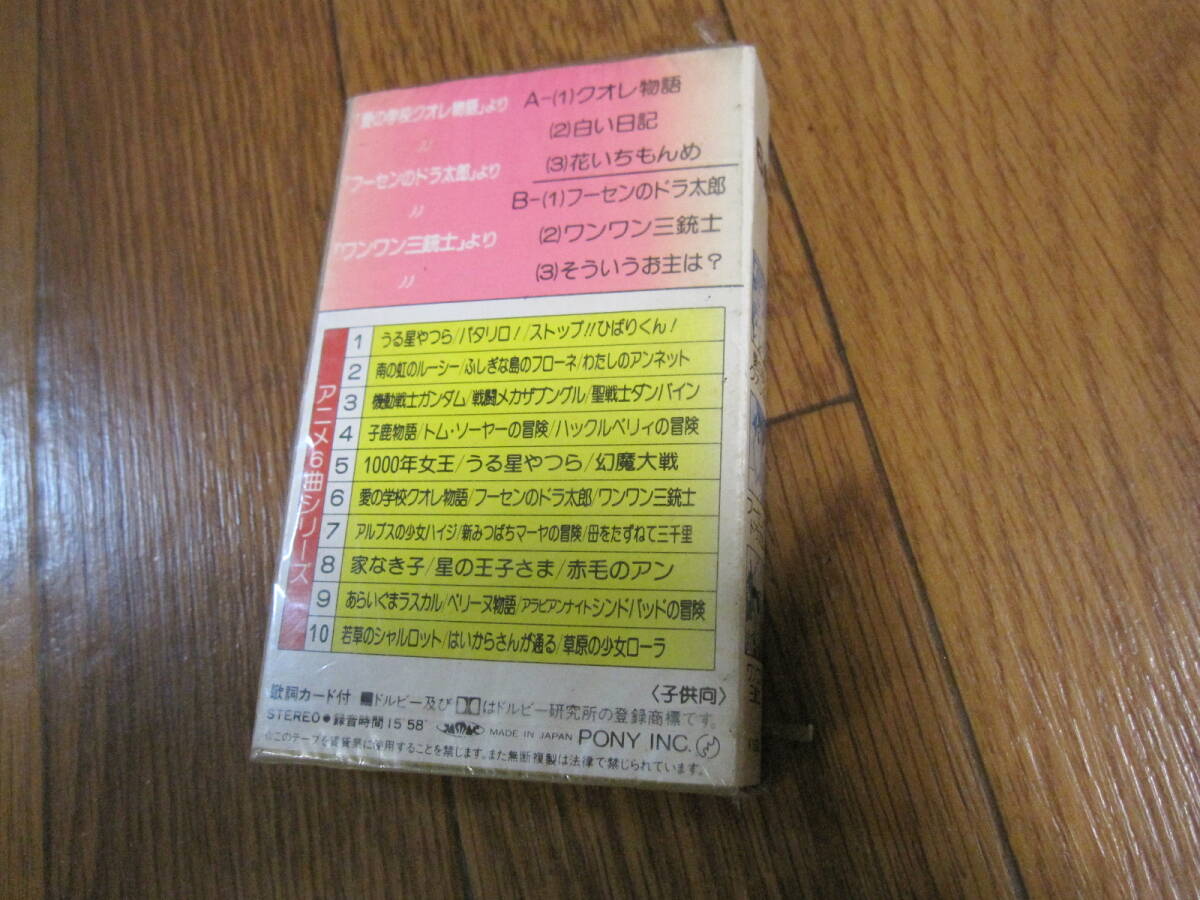 「愛の学校クオレ物語」より A-(1)クオレ物語
〃 (2)白い日記
「フーセンのドラ太郎」より (3)花いちもんめ
〃 B-(1)フーセンのドラ太郎
「ワンワン三銃士」より (2)ワンワン三銃士
〃 (3)そういうお主は?
アニメ6曲シリーズ
1 うる星やつら/パタリロ!/ストップ!!ひばりくん!
2 南の虹のルーシー/ふしぎな島のフローネ/わたしのアンネット
3 機動戦士ガンダム/戦闘メカザブングル/聖戦士ダンバイン
4 子鹿物語/トム・ソーヤーの冒険/ハックルベリィの冒険
5 1000年女王/うる星やつら/幻魔大戦
6 愛の学校クオレ物語/フーセンのドラ太郎/ワンワン三銃士
7 アルプスの少女ハイジ/新みつばちマーヤの冒険/母をたずねて三千里
8 家なき子/星の王子さま/赤毛のアン
9 あらいぐまラスカル/ペリーヌ物語/アラビアンナイトシンドバッドの冒険
10 若草のシャルロット/はいからさんが通る/草原の少女ローラ
〈子供向〉
歌詞カード付 ■ドルビー及び はドルビー研究所の登録商標です。
STEREO●録音時間15'58" JASRAC MADE IN JAPAN PONY INC.
※このテープを賃貸業に使用することを禁じます。また無断複製は法律で禁じられています。